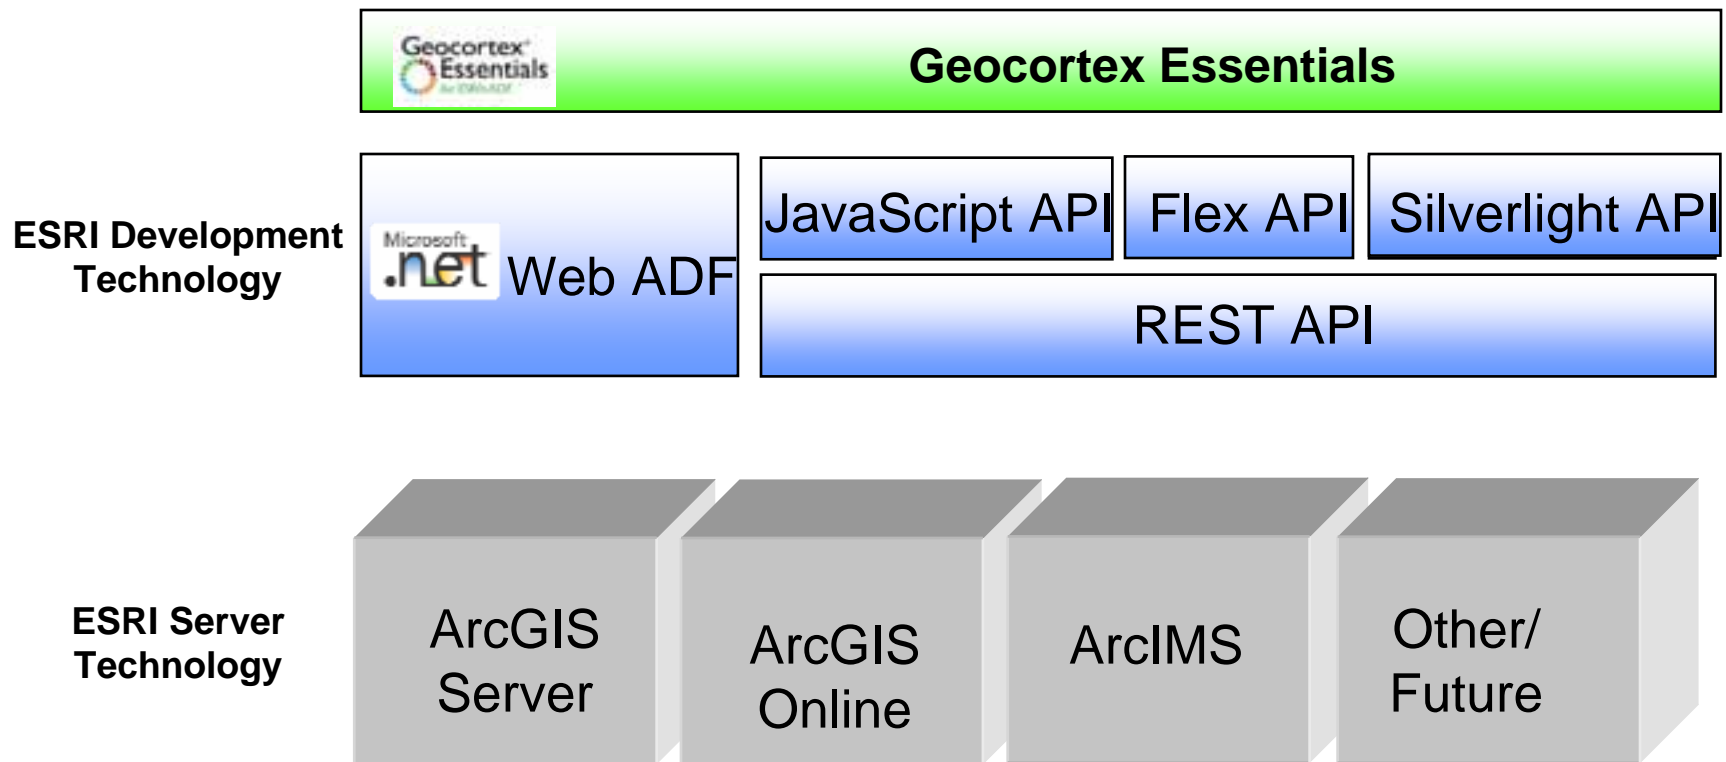 Geocortex
Essentials
Geocortex Essentials
ESRI Development
Technology
Microsoft
.net
Web ADF
JavaScript API
Flex API
Silverlight API
REST API
ESRI Server
Technology
ArcGIS
Server
ArcGIS
Online
ArcIMS
Other/
Future